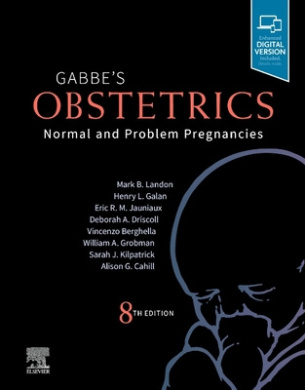 Enhanced
DIGITAL
VERSION
Included.
GABBE'S
OBSTETRICS
Normal and Problem Pregnancies
Mark B. Landon
Henry L. Galan
Eric R. M. Jauniaux
Deborah A. Driscoll
Vincenzo Berghella
William A. Grobman
Sarah J. Kilpatrick
Alison G. Cahill
8TH EDITION
ELSEVIER